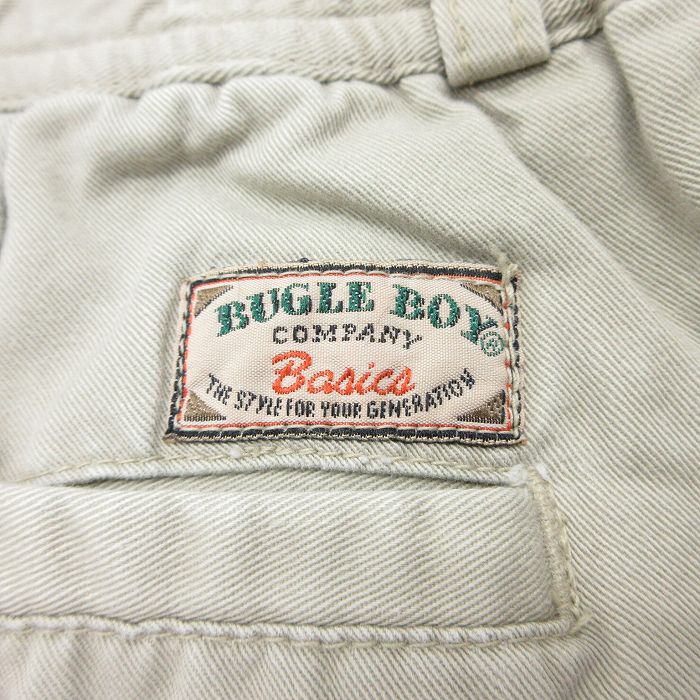 BUGLE BOY®
COMPANY
Basics
THE STYLE FOR YOUR GENERATION